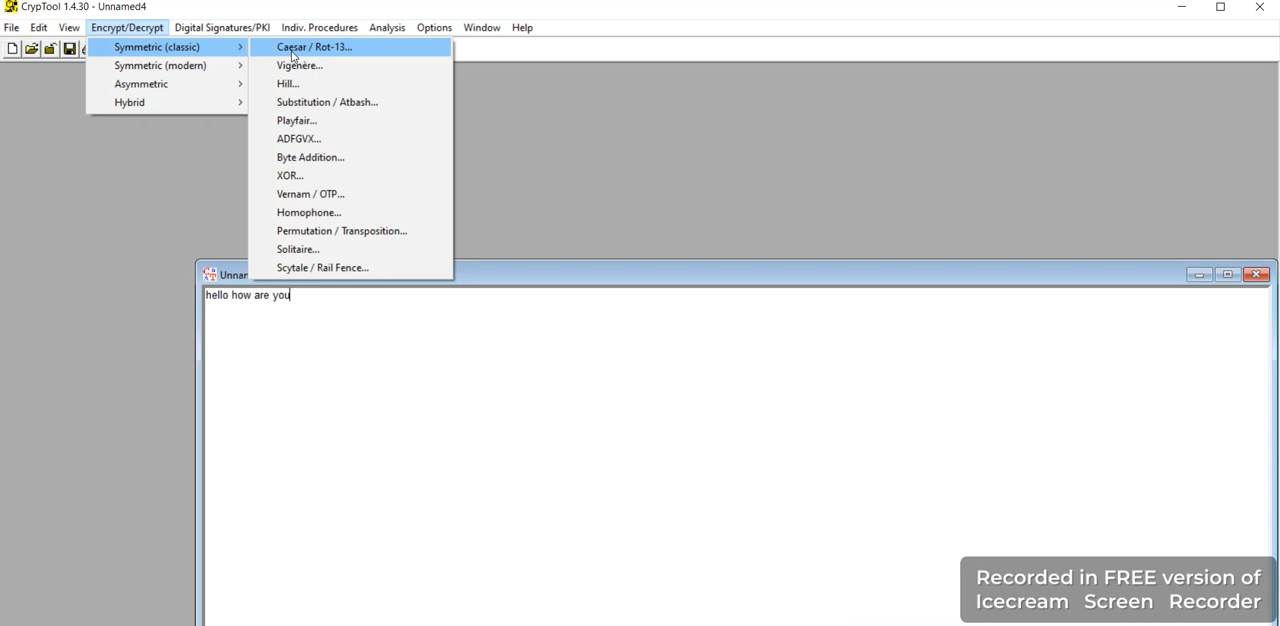 CrypTool 1.4.30 - Unnamed4
File Edit View Encrypt/Decrypt Digital Signatures/PKI Indiv. Procedures Analysis Options Window Help
Symmetric (classic)
Symmetric (modern)
Asymmetric
Hybrid
Caesar / Rot-13...
Vigenère...
Hill...
Substitution / Atbash...
Playfair...
ADFGVX...
Byte Addition...
XOR...
Vernam / OTP...
Homophone...
Permutation / Transposition...
Solitaire...
Scytale / Rail Fence...
hello how are you
Recorded in FREE version of
Icecream Screen Recorder